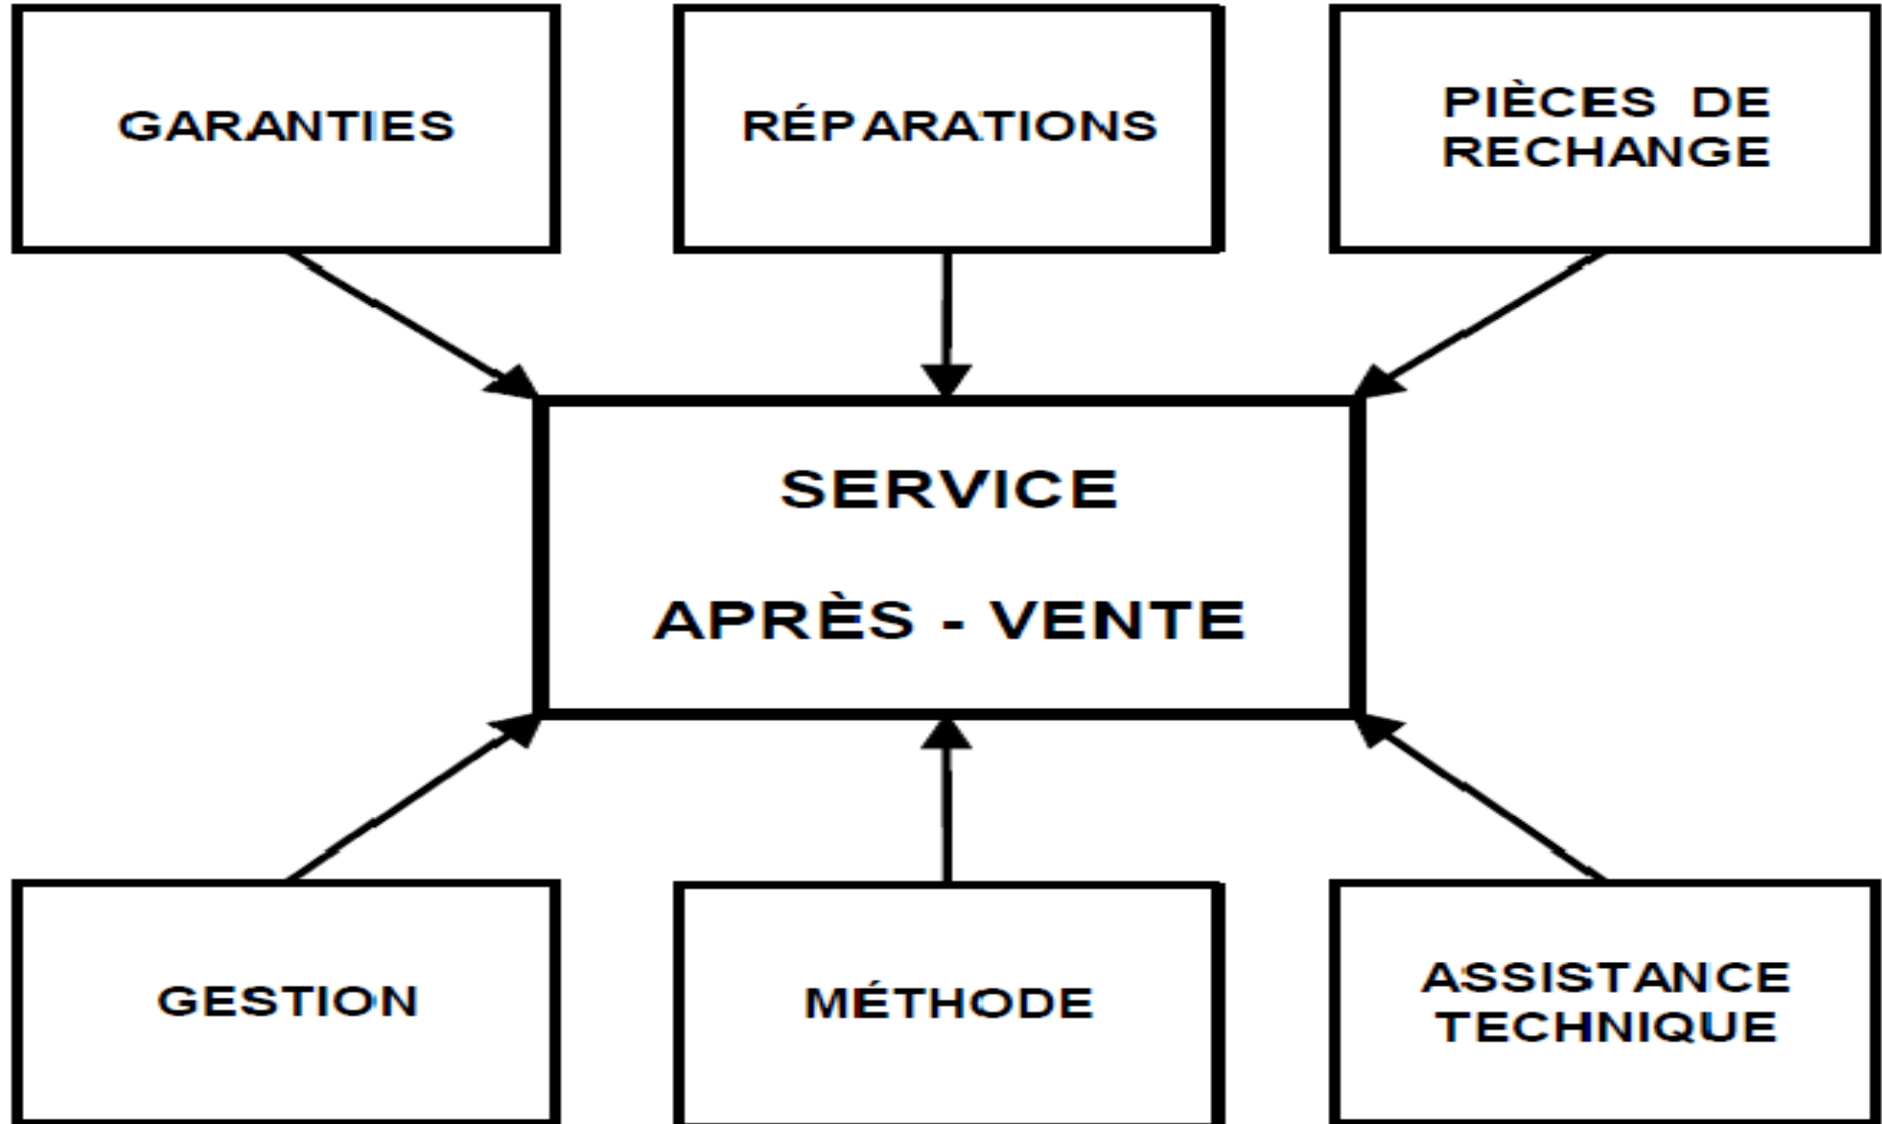 GARANTIES
RÉPARATIONS
PIÈCES DE
RECHANGE
SERVICE
APRÈS - VENTE
GESTION
MÉTHODE
ASSISTANCE
TECHNIQUE